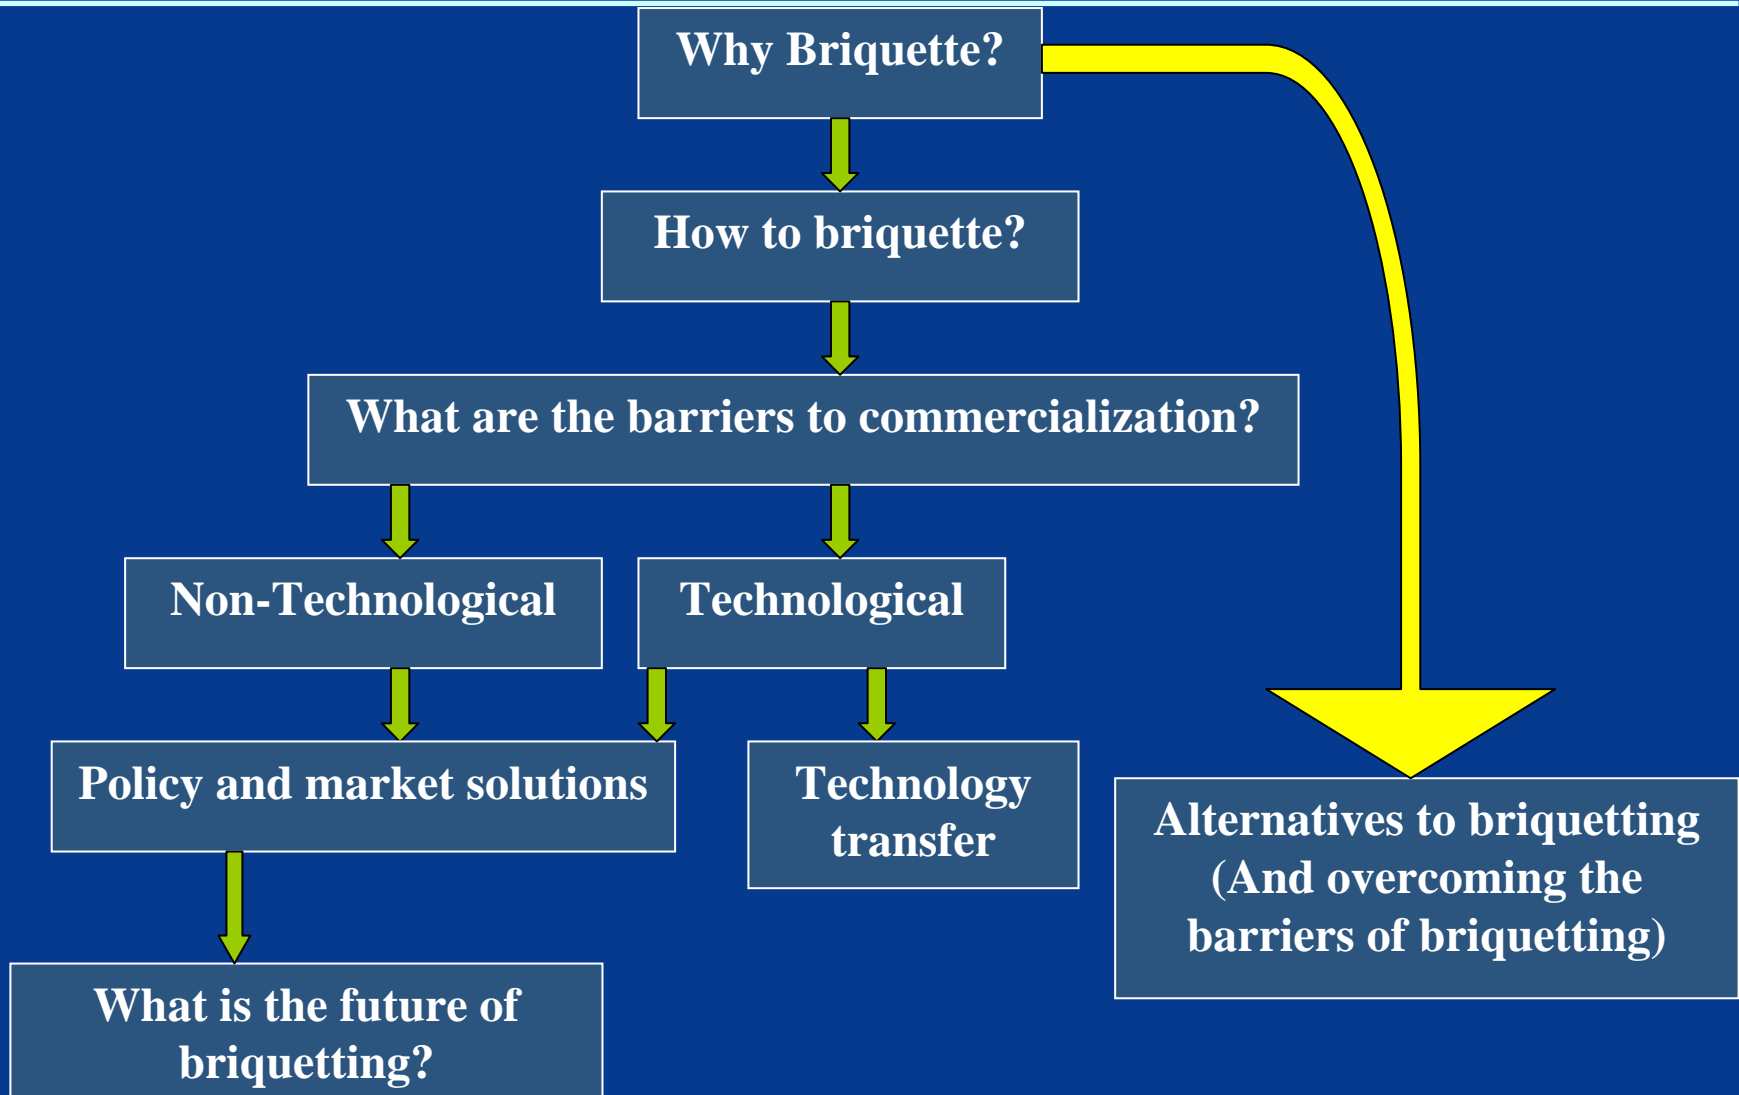 Why Briquette?
How to briquette?
What are the barriers to commercialization?
Non-Technological
Technological
Policy and market solutions
Technology
transfer
Alternatives to briquetting
(And overcoming the
barriers of briquetting)
What is the future of
briquetting?